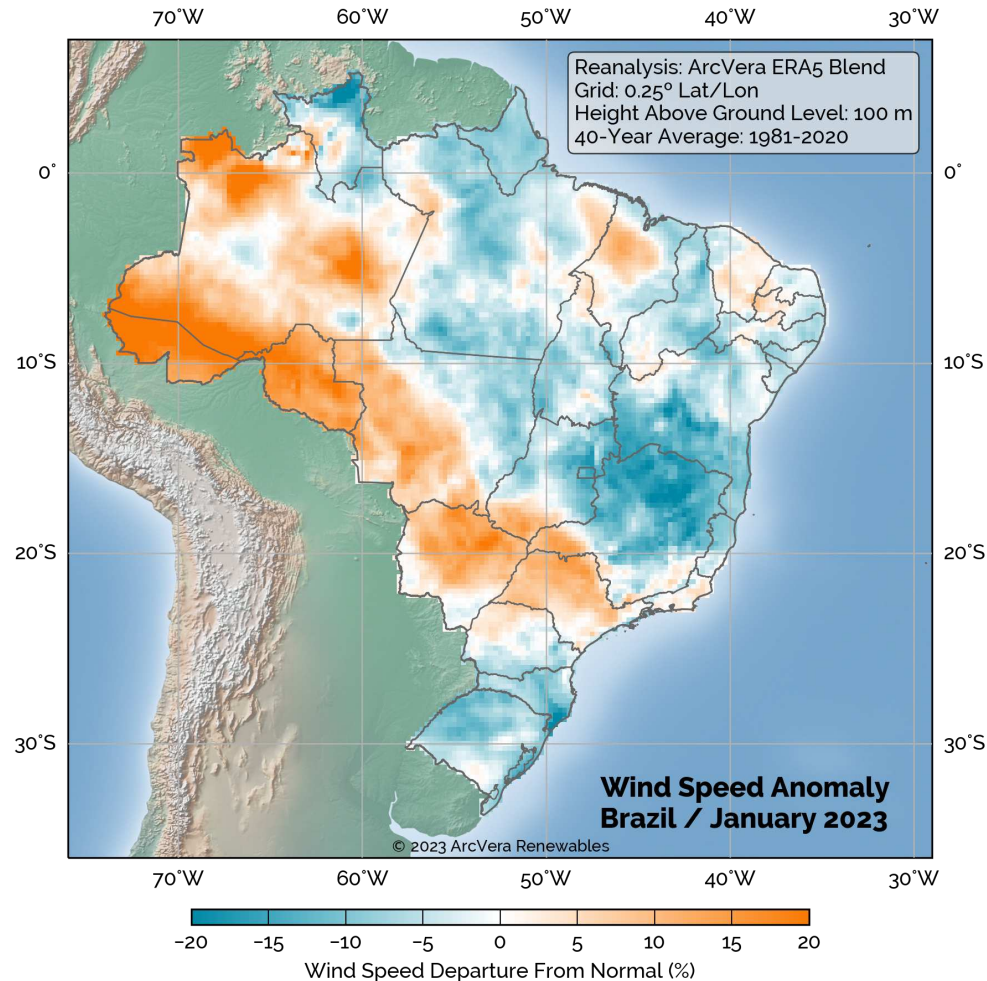 70°W 60°W 50°W 40°W 30°W
Reanalysis: ArcVera ERA5 Blend
Grid: 0.25º Lat/Lon
Height Above Ground Level: 100 m
40-Year Average: 1981-2020
0° 0°
10°S 10°S
20°S 20°S
30°S 30°S
Wind Speed Anomaly
Brazil / January 2023
© 2023 ArcVera Renewables
70°W 60°W 50°W 40°W 30°W
−20 −15 −10 −5 0 5 10 15 20
Wind Speed Departure From Normal (%)